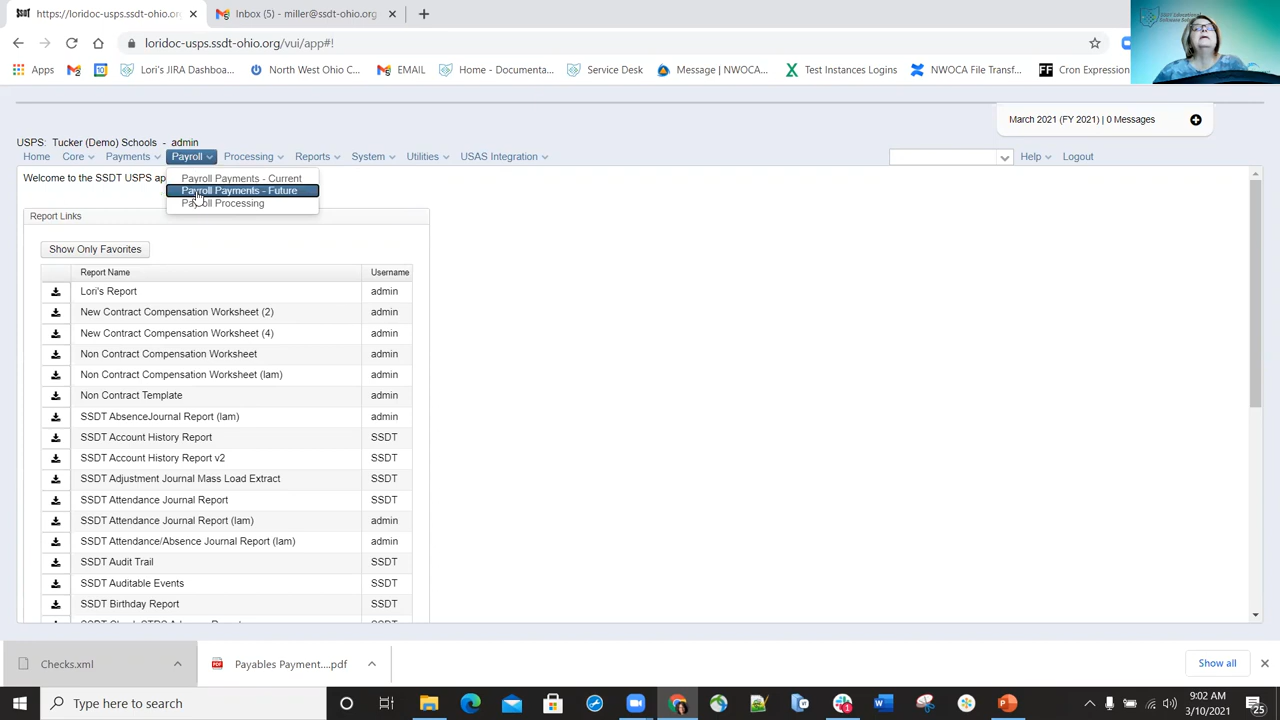 SSDT https://loridoc-usps.ssdt-ohio.org/
Inbox (5) - miller@ssdt-ohio.org
loridoc-usps.ssdt-ohio.org/vui/app#!
Apps Lori's JIRA Dashboa... North West Ohio C... EMAIL Home - Documenta... Service Desk Message | NWOCA... Test Instances Logins NWOCA File Transf... FF Cron Expression
March 2021 (FY 2021) | 0 Messages
USPS: Tucker (Demo) Schools - admin
Home Core Payments Payroll Processing Reports System Utilities USAS Integration Help Logout
Welcome to the SSDT USPS ap
Payroll Payments - Current
Payroll Payments - Future
Payroll Processing
Report Links
Show Only Favorites
Report Name Username
Lori's Report admin
New Contract Compensation Worksheet (2) admin
New Contract Compensation Worksheet (4) admin
Non Contract Compensation Worksheet admin
Non Contract Compensation Worksheet (lam) admin
Non Contract Template admin
SSDT AbsenceJournal Report (lam) admin
SSDT Account History Report SSDT
SSDT Account History Report v2 SSDT
SSDT Adjustment Journal Mass Load Extract SSDT
SSDT Attendance Journal Report SSDT
SSDT Attendance Journal Report (lam) admin
SSDT Attendance/Absence Journal Report (lam) admin
SSDT Audit Trail SSDT
SSDT Auditable Events SSDT
SSDT Birthday Report SSDT
Checks.xml
Payables Payment....pdf
Show all
Type here to search
9:02 AM
3/10/2021
25